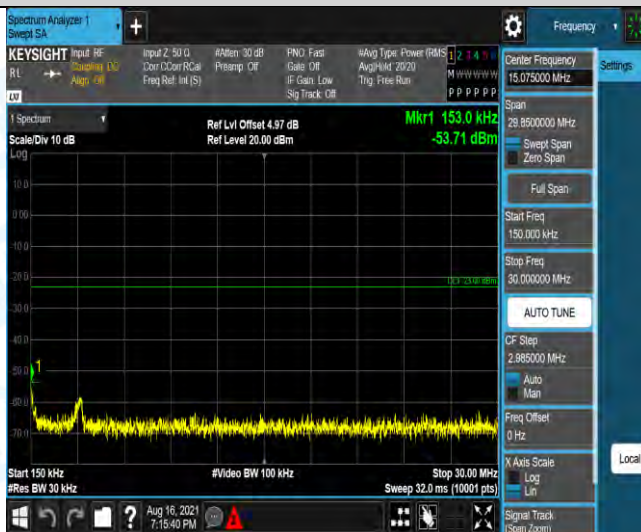 Spectrum Analyzer 1
Swept SA
Frequency
KEYSIGHT
Input: RF
Coupling: DC
Align: Off
Input Z: 50 Ω
Corr CCorr RCal
Freq Ref: Int (S)
#Atten: 30 dB
Preamp: Off
PNO: Fast
Gate: Off
IF Gain: Low
Sig Track: Off
#Avg Type: Power (RMS
Avg|Hold: 20/20
Trig: Free Run
1 2 3 4 5 6
M W W W W W
P P P P P P
RL
LXI
1 Spectrum
Scale/Div 10 dB
Log
Ref Lvl Offset 4.97 dB
Ref Level 20.00 dBm
Mkr1 153.0 kHz
-53.71 dBm
10.0
0.00
-10.0
-20.0
DL1 -23.00 dBm
-30.0
-40.0
-50.0
1
-60.0
-70.0
Start 150 kHz
#Res BW 30 kHz
#Video BW 100 kHz
Stop 30.00 MHz
Sweep 32.0 ms (10001 pts)
Aug 16, 2021
7:15:40 PM
Center Frequency
15.075000 MHz
Span
29.8500000 MHz
Swept Span
Zero Span
Full Span
Start Freq
150.000 kHz
Stop Freq
30.000000 MHz
AUTO TUNE
CF Step
2.985000 MHz
Auto
Man
Freq Offset
0 Hz
X Axis Scale
Log
Lin
Signal Track
(Span Zoom)
Settings
Local